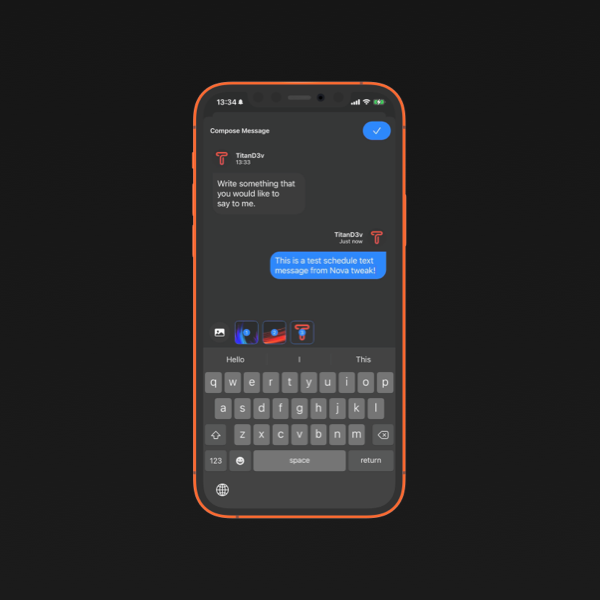 13:34
Compose Message
TitanD3v
13:33
Write something that
you would like to
say to me.
TitanD3v
Just now
This is a test schedule text
message from Nova tweak!
Hello I This
q w e r t y u i o p
a s d f g h j k l
z x c v b n m
123 space return